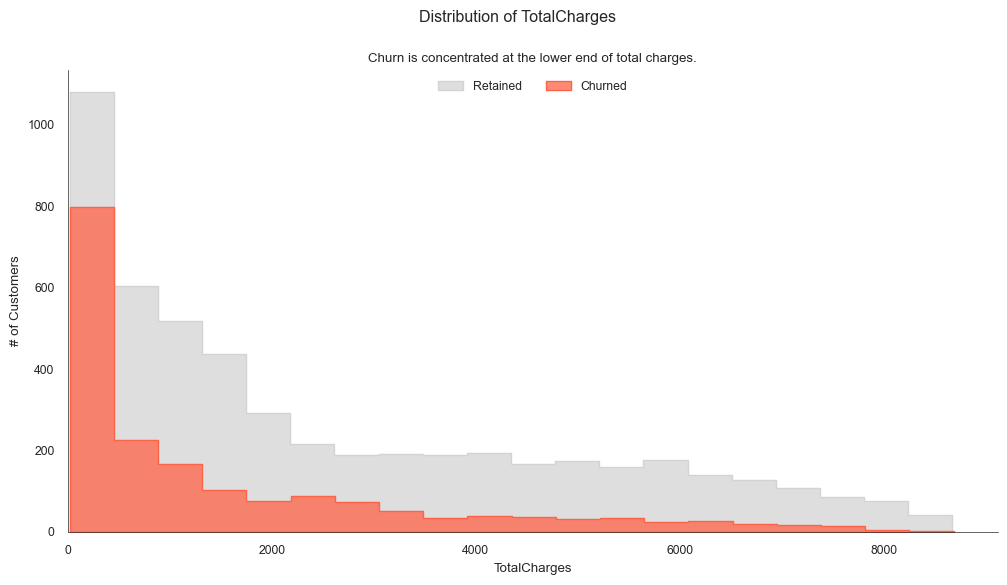 Distribution of TotalCharges
Churn is concentrated at the lower end of total charges.
Retained Churned
1000
800
600
400
200
0
# of Customers
0 2000 4000 6000 8000
TotalCharges